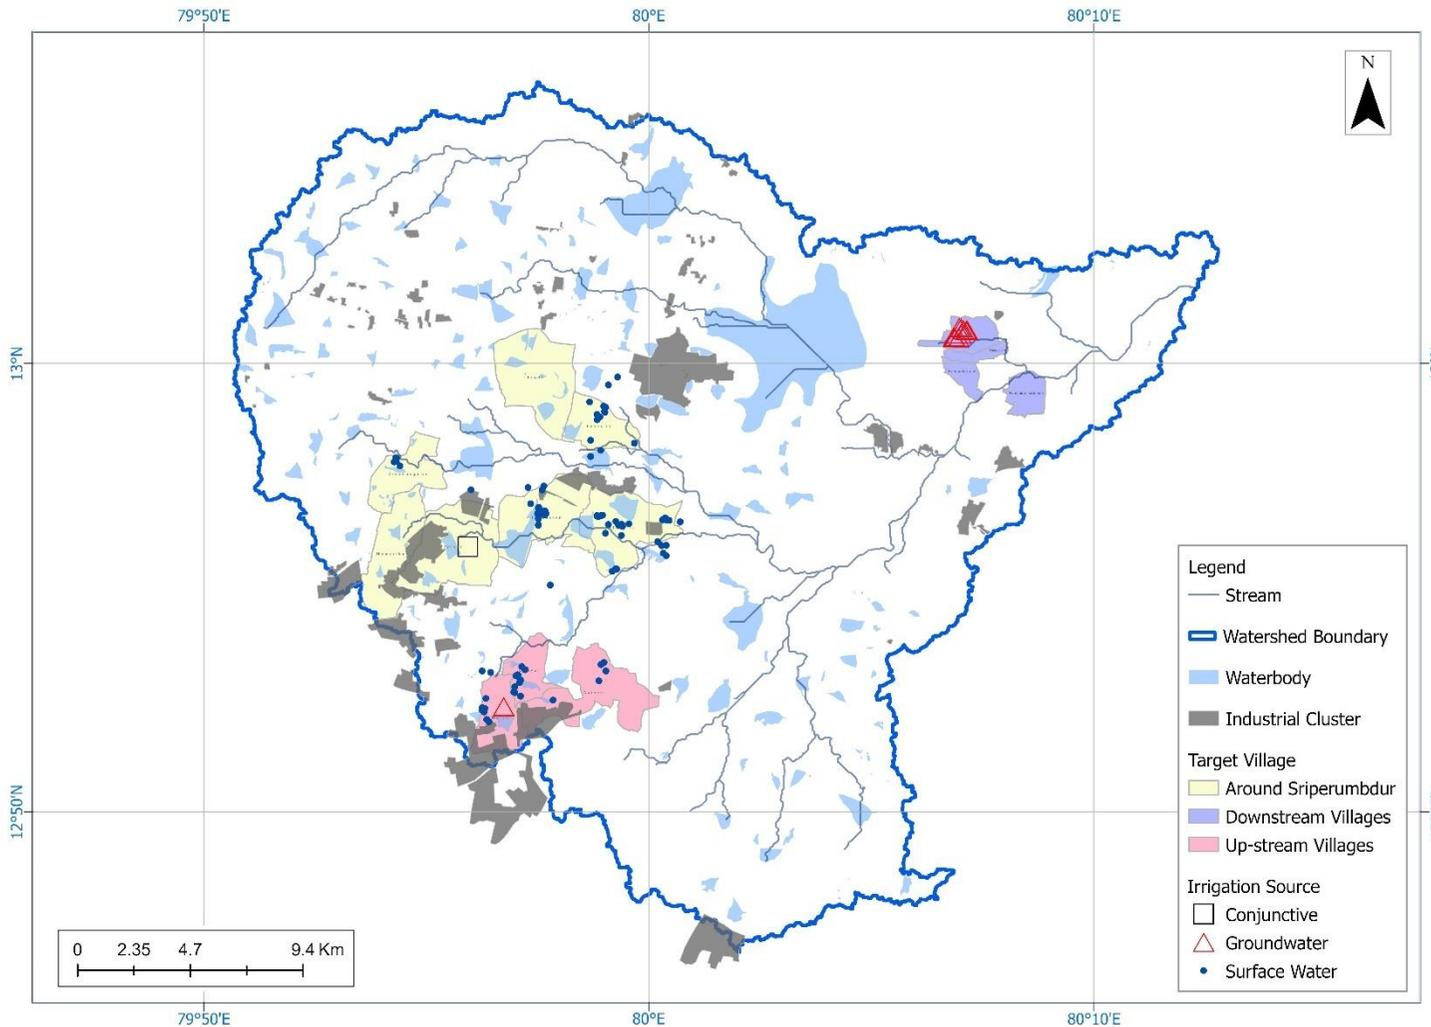 79°50'E
80°E
80°10'E
N
13°N
12°50'N
Legend
Stream
Watershed Boundary
Waterbody
Industrial Cluster
Target Village
Around Sriperumbdur
Downstream Villages
Up-stream Villages
Irrigation Source
Conjunctive
Groundwater
Surface Water
0 2.35 4.7 9.4 Km
79°50'E
80°E
80°10'E